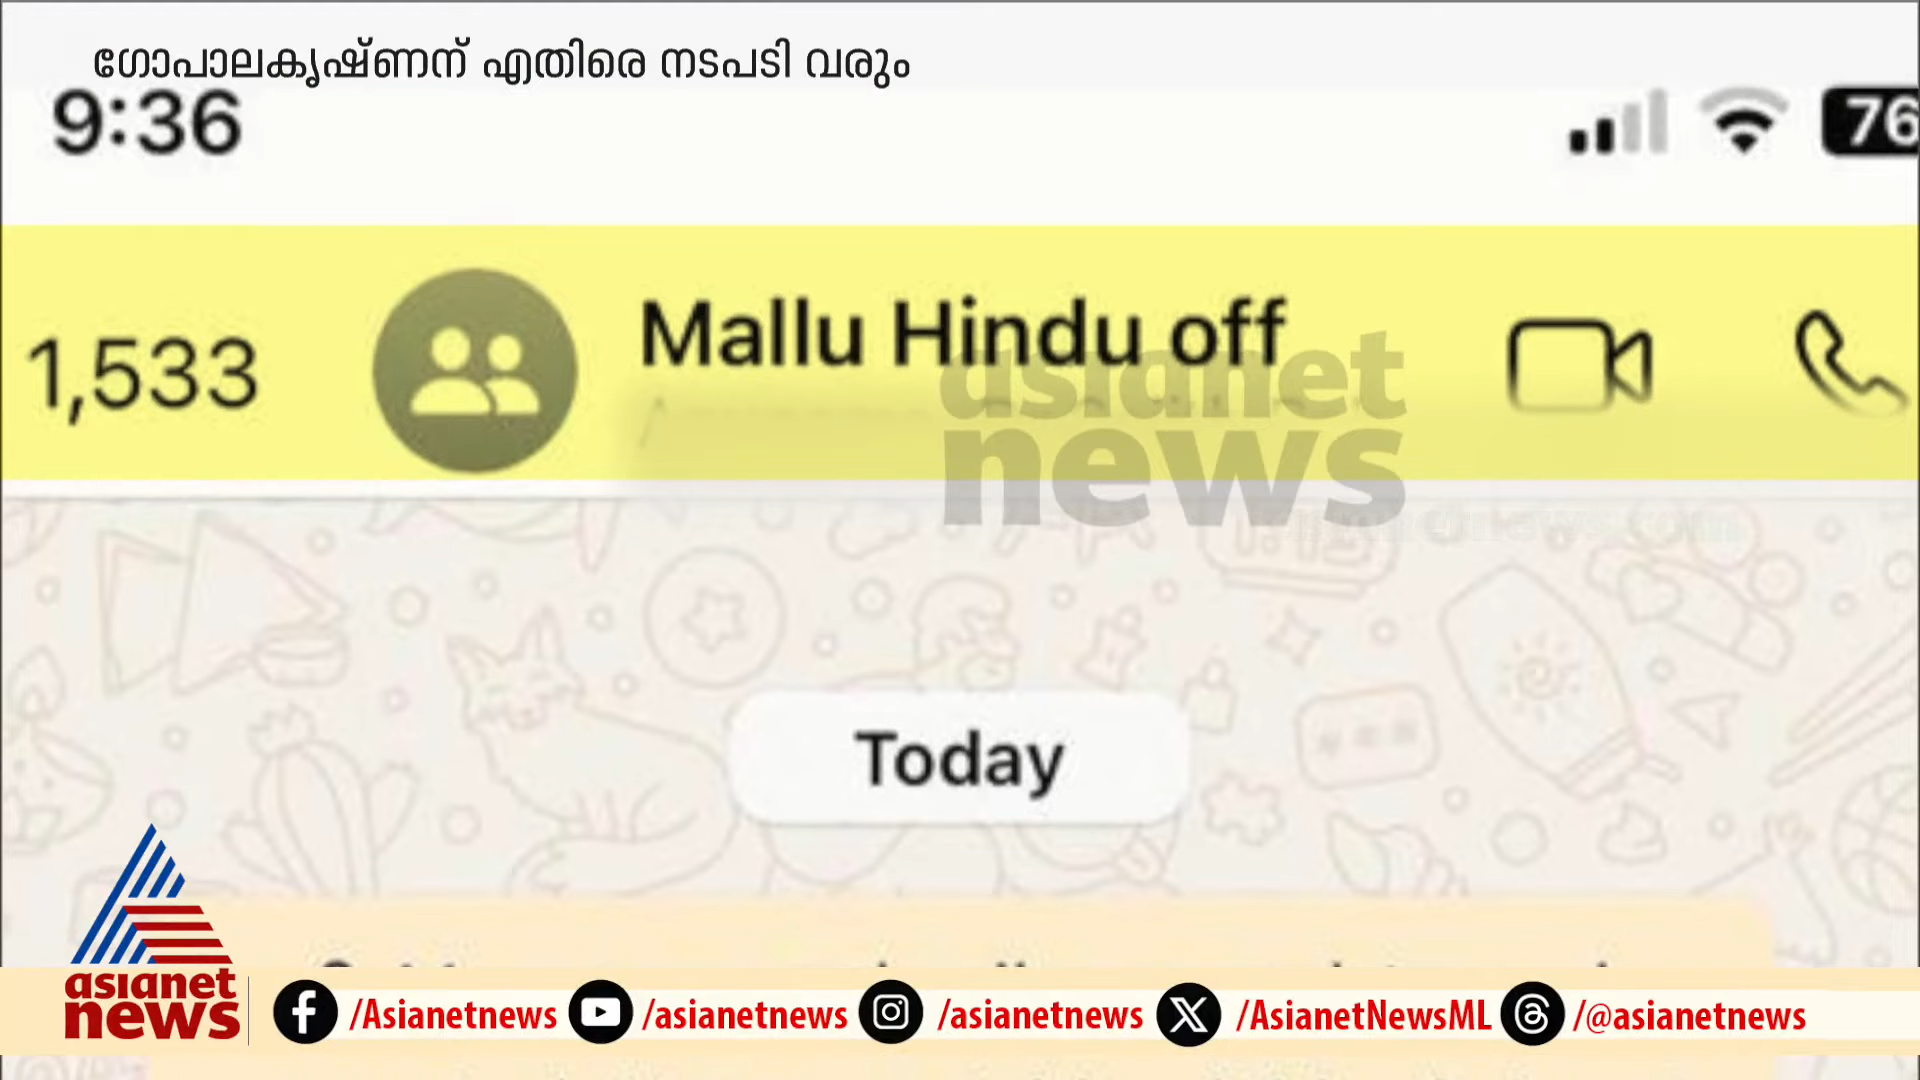 ഗോപാലകൃഷ്ണന് എതിരെ നടപടി വരും
9:36
76
1,533
Mallu Hindu off
asianet
news
Today
asianet
news
/Asianetnews
/asianetnews
/asianetnews
/AsianetNewsML
/@asianetnews